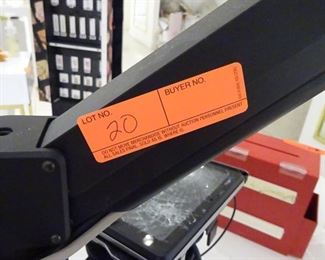 LOT NO.
20
BUYER NO.
DO NOT MOVE MERCHANDISE WITHOUT AUCTION PERSONNEL PRESENT
ALL SALES FINAL. SOLD AS IS, WHERE IS.